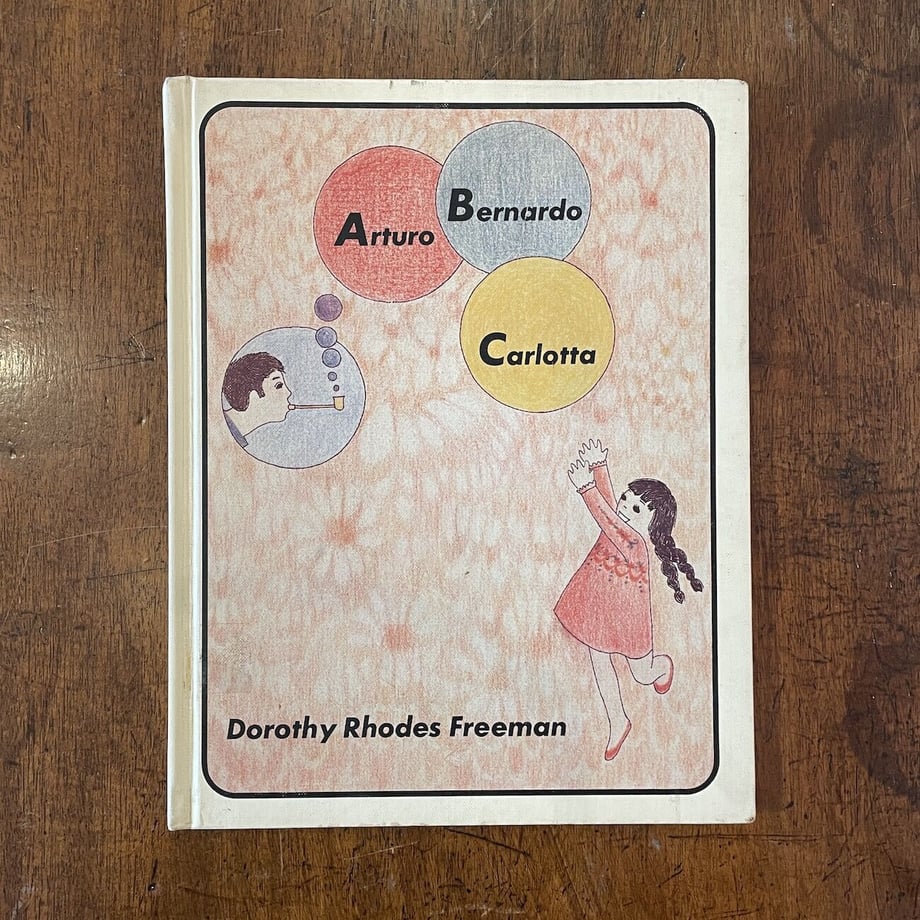 Arturo
Bernardo
Carlotta
Dorothy Rhodes Freeman